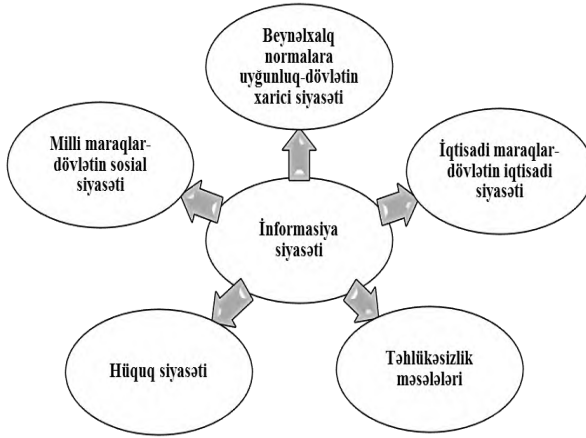 Beynəlxalq
normalara
uyğunluq-dövlətin
xarici siyasəti
Milli maraqlar-
dövlətin sosial
siyasəti
İqtisadi maraqlar-
dövlətin iqtisadi
siyasəti
İnformasiya
siyasəti
Hüquq siyasəti
Təhlükəsizlik
məsələləri